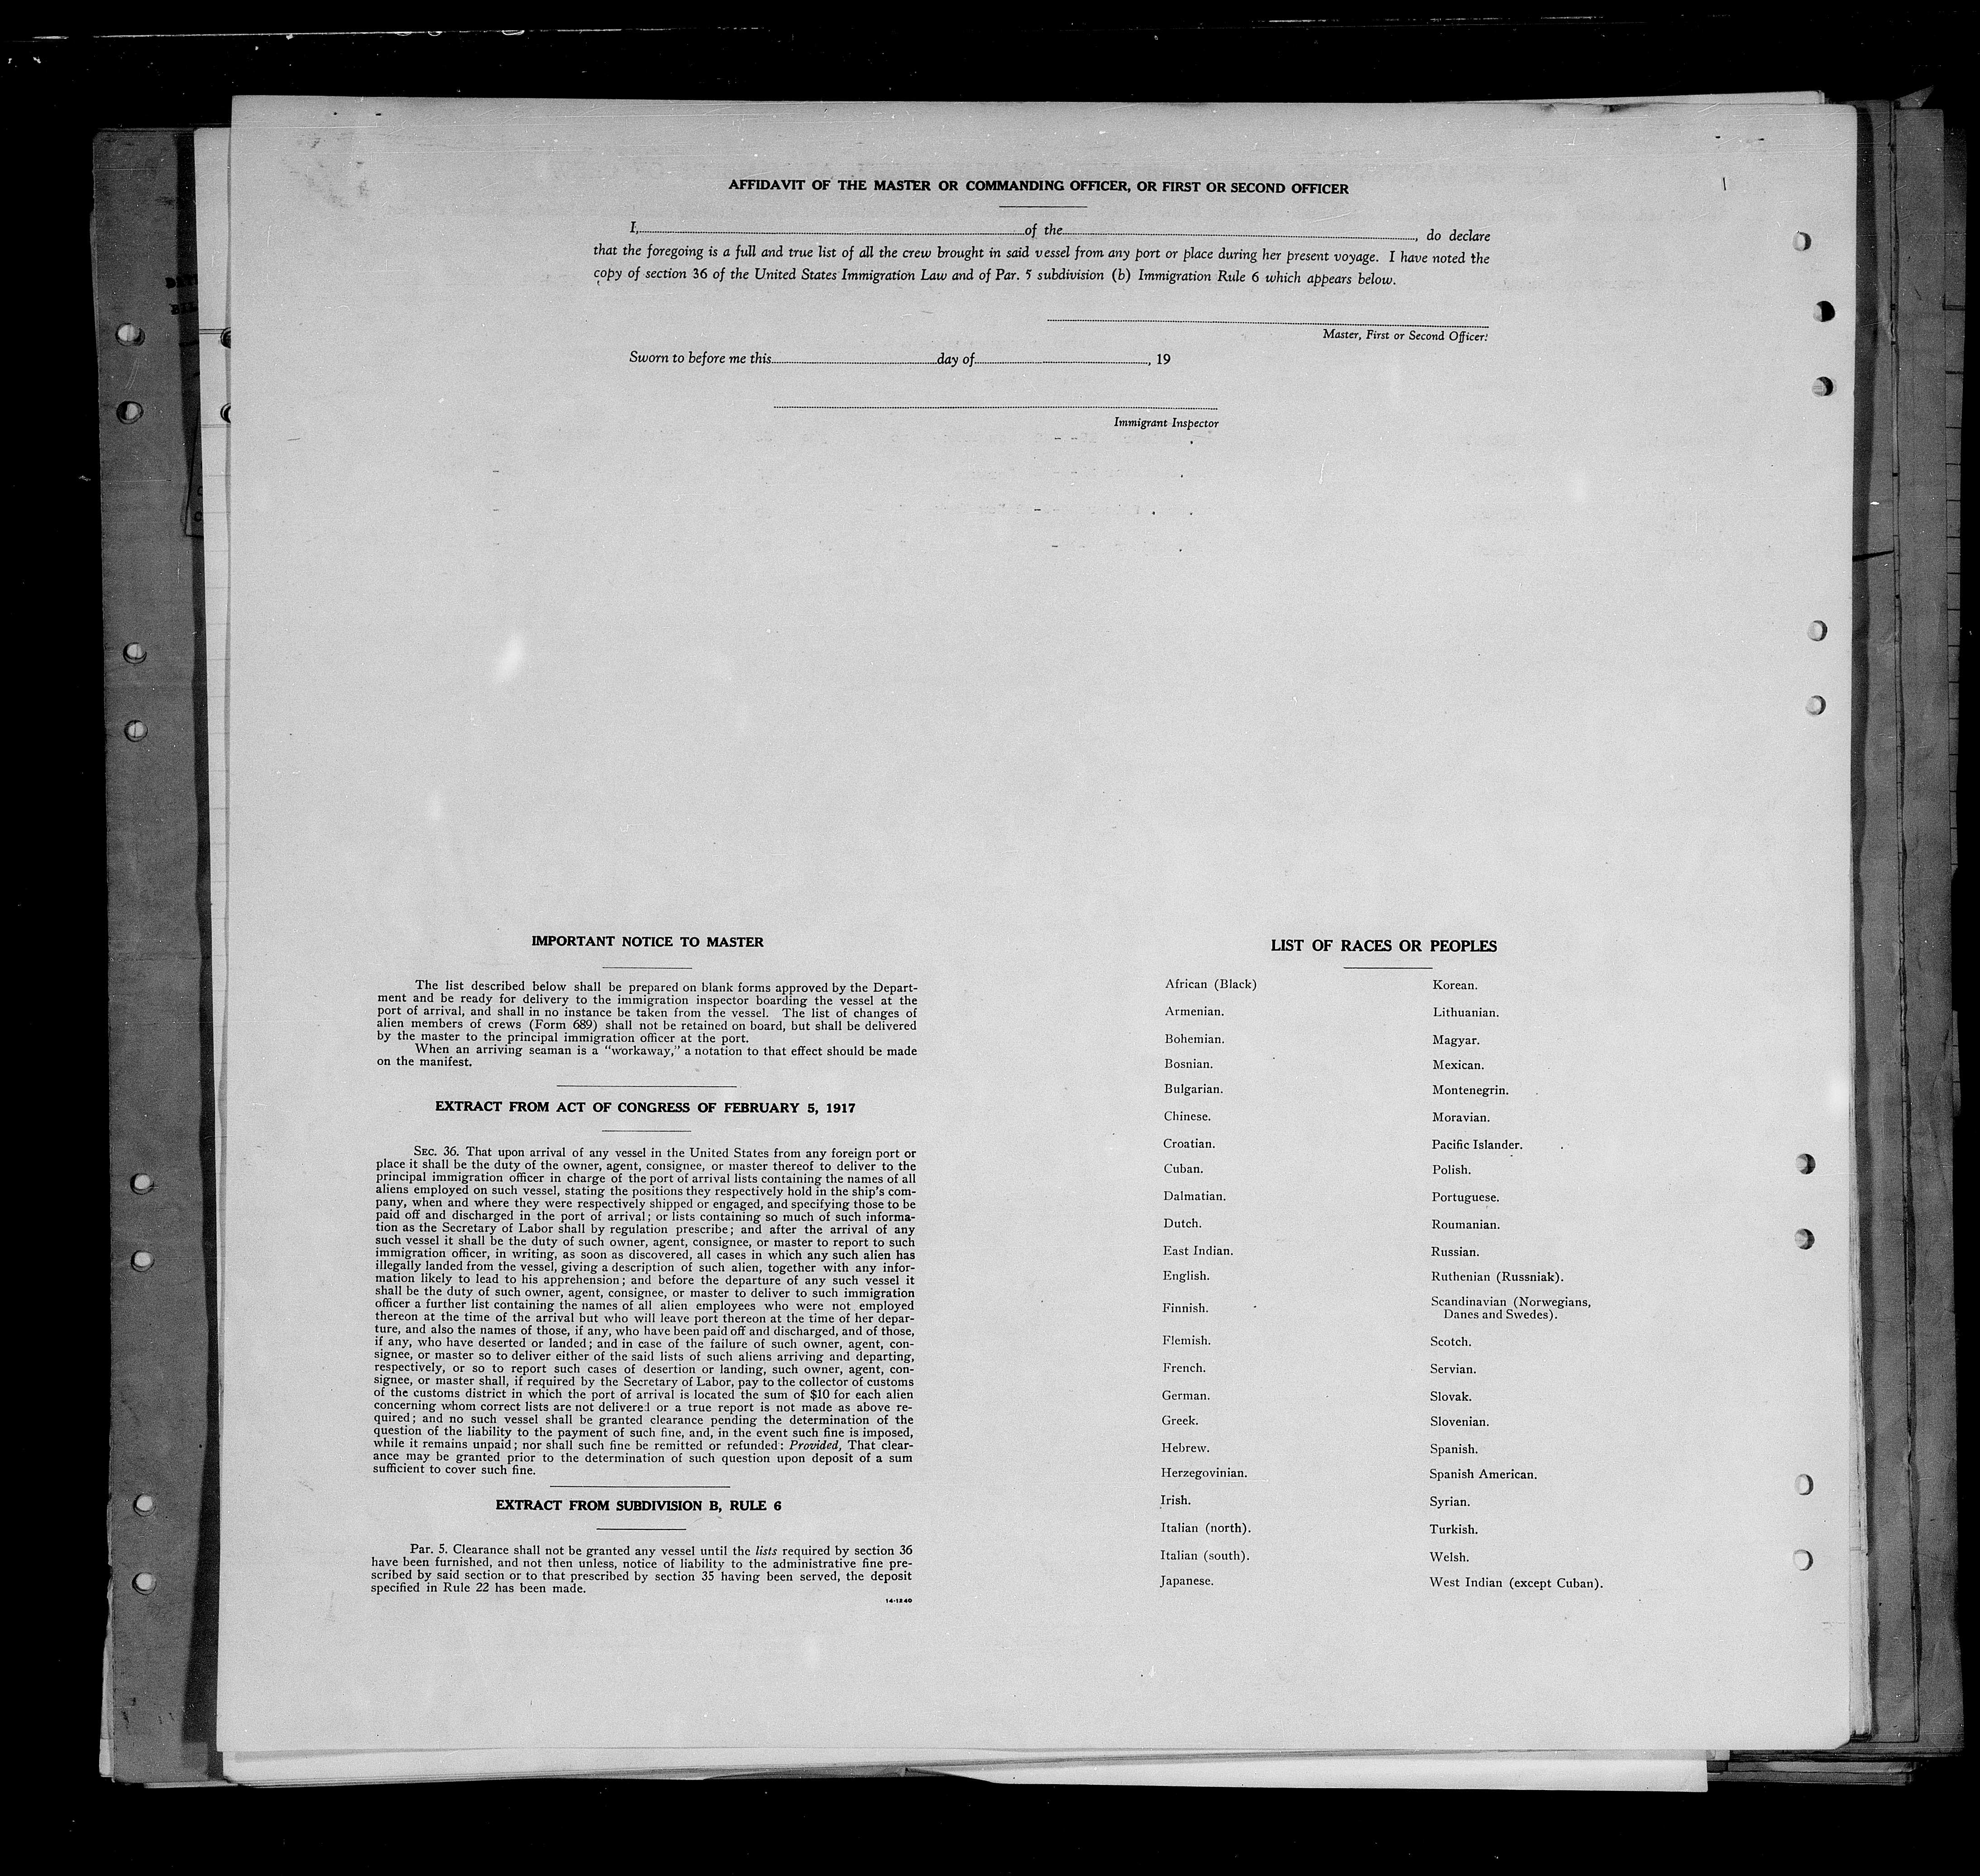 AFFIDAVIT OF THE MASTER OR COMMANDING OFFICER, OR FIRST OR SECOND OFFICER
I, of the , do declare
that the foregoing is a full and true list of all the crew brought in said vessel from any port or place during her present voyage. I have noted the
copy of section 36 of the United States Immigration Law and of Par. 5 subdivision (b) Immigration Rule 6 which appears below.
Master, First or Second Officer.
Sworn to before me this day of , 19
Immigrant Inspector
IMPORTANT NOTICE TO MASTER
The list described below shall be prepared on blank forms approved by the Depart-
ment and be ready for delivery to the immigration inspector boarding the vessel at the
port of arrival, and shall in no instance be taken from the vessel. The list of changes of
alien members of crews (Form 689) shall not be retained on board, but shall be delivered
by the master to the principal immigration officer at the port.
When an arriving seaman is a "workaway," a notation to that effect should be made
on the manifest.
EXTRACT FROM ACT OF CONGRESS OF FEBRUARY 5, 1917
SEC. 36. That upon arrival of any vessel in the United States from any foreign port or
place it shall be the duty of the owner, agent, consignee, or master thereof to deliver to the
principal immigration officer in charge of the port of arrival lists containing the names of all
aliens employed on such vessel, stating the positions they respectively hold in the ship's com-
pany, when and where they were respectively shipped or engaged, and specifying those to be
paid off and discharged in the port of arrival; or lists containing so much of such informa-
tion as the Secretary of Labor shall by regulation prescribe; and after the arrival of any
such vessel it shall be the duty of such owner, agent, consignee, or master to report to such
immigration officer, in writing, as soon as discovered, all cases in which any such alien has
illegally landed from the vessel, giving a description of such alien, together with any infor-
mation likely to lead to his apprehension; and before the departure of any such vessel it
shall be the duty of such owner, agent, consignee, or master to deliver to such immigration
officer a further list containing the names of all alien employees who were not employed
thereon at the time of the arrival but who will leave port thereon at the time of her depar-
ture, and also the names of those, if any, who have been paid off and discharged, and of those,
if any, who have deserted or landed; and in case of the failure of such owner, agent, con-
signee, or master so to deliver either of the said lists of such aliens arriving and departing,
respectively, or so to report such cases of desertion or landing, such owner, agent, con-
signee, or master shall, if required by the Secretary of Labor, pay to the collector of customs
of the customs district in which the port of arrival is located the sum of $10 for each alien
concerning whom correct lists are not delivered or a true report is not made as above re-
quired; and no such vessel shall be granted clearance pending the determination of the
question of the liability to the payment of such fine, and, in the event such fine is imposed,
while it remains unpaid; nor shall such fine be remitted or refunded: Provided, That clear-
ance may be granted prior to the determination of such question upon deposit of a sum
sufficient to cover such fine.
EXTRACT FROM SUBDIVISION B, RULE 6
Par. 5. Clearance shall not be granted any vessel until the lists required by section 36
have been furnished, and not then unless, notice of liability to the administrative fine pre-
scribed by said section or to that prescribed by section 35 having been served, the deposit
specified in Rule 22 has been made.
14-1240
LIST OF RACES OR PEOPLES
African (Black)
Armenian.
Bohemian.
Bosnian.
Bulgarian.
Chinese.
Croatian.
Cuban.
Dalmatian.
Dutch.
East Indian.
English.
Finnish.
Flemish.
French.
German.
Greek.
Hebrew.
Herzegovinian.
Irish.
Italian (north).
Italian (south).
Japanese.
Korean.
Lithuanian.
Magyar.
Mexican.
Montenegrin.
Moravian.
Pacific Islander.
Polish.
Portuguese.
Roumanian.
Russian.
Ruthenian (Russniak).
Scandinavian (Norwegians,
Danes and Swedes).
Scotch.
Servian.
Slovak.
Slovenian.
Spanish.
Spanish American.
Syrian.
Turkish.
Welsh.
West Indian (except Cuban).